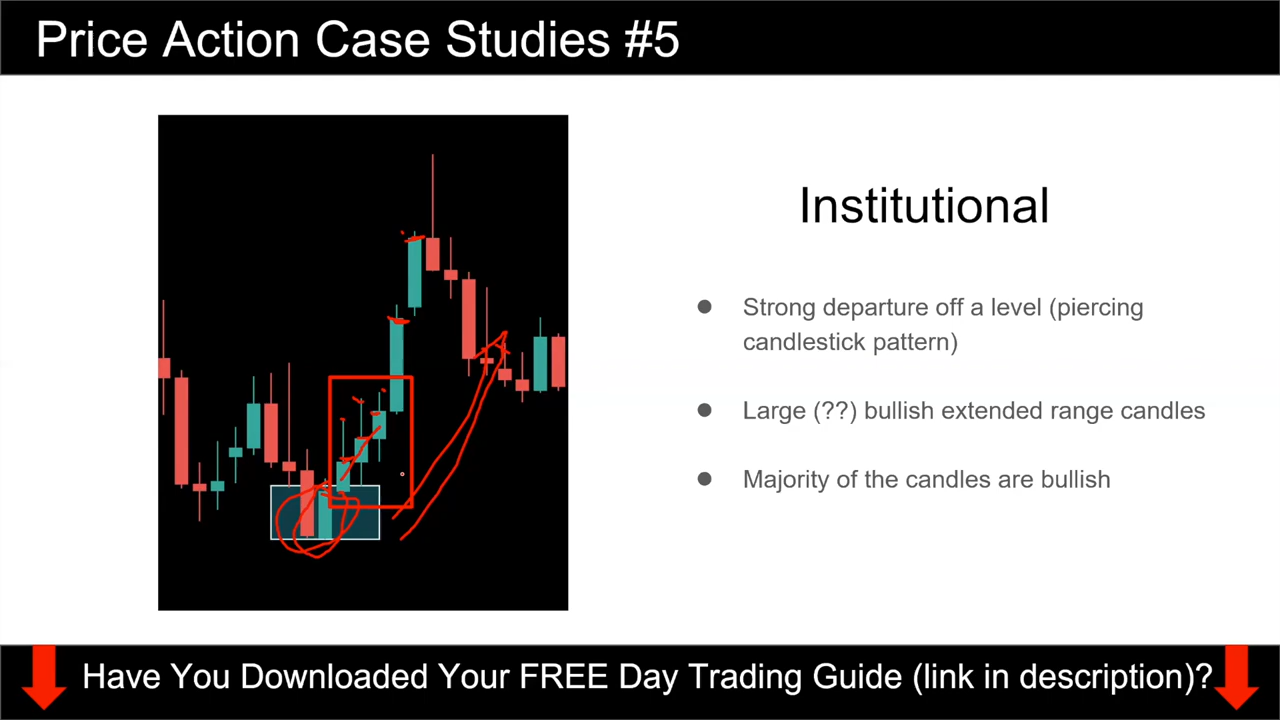 Price Action Case Studies #5
Institutional
● Strong departure off a level (piercing
candlestick pattern)
● Large (??) bullish extended range candles
● Majority of the candles are bullish
Have You Downloaded Your FREE Day Trading Guide (link in description)?